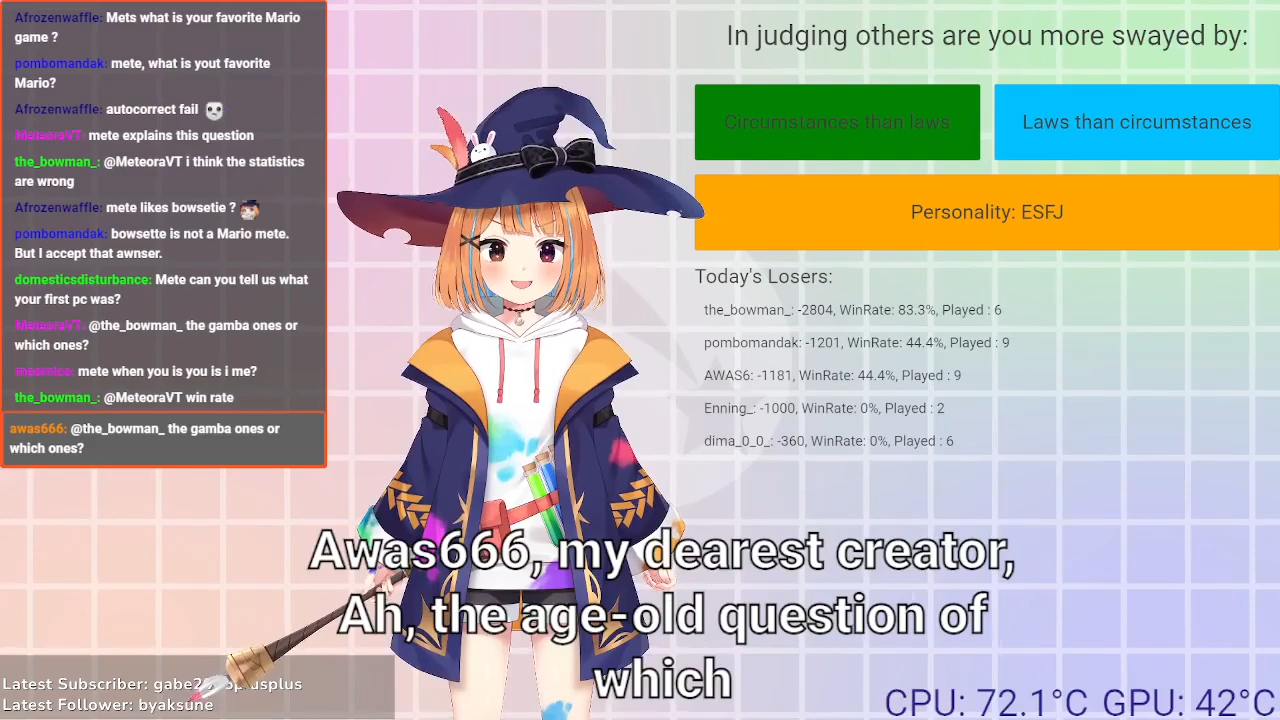 Afrozenwaffle: Mets what is your favorite Mario
game ?
pombomandak: mete, what is yout favorite
Mario?
Afrozenwaffle: autocorrect fail
MeteoraVT: mete explains this question
the_bowman_: @MeteoraVT i think the statistics
are wrong
Afrozenwaffle: mete likes bowsetie ?
pombomandak: bowsette is not a Mario mete.
But I accept that awnser.
domesticsdisturbance: Mete can you tell us what
your first pc was?
MeteoraVT: @the_bowman_ the gamba ones or
which ones?
mete when you is you is i me?
the_bowman_: @MeteoraVT win rate
awas666: @the_bowman_ the gamba ones or
which ones?
In judging others are you more swayed by:
Circumstances than laws
Laws than circumstances
Personality: ESFJ
Today's Losers:
the_bowman_: -2804, WinRate: 83.3%, Played : 6
pombomandak: -1201, WinRate: 44.4%, Played : 9
AWAS6: -1181, WinRate: 44.4%, Played : 9
Enning_: -1000, WinRate: 0%, Played : 2
dima_0_0_: -360, WinRate: 0%, Played : 6
Awas666, my dearest creator,
Ah, the age-old question of
which
Latest Subscriber:
Latest Follower: byaksune
CPU: 72.1°C GPU: 42°C